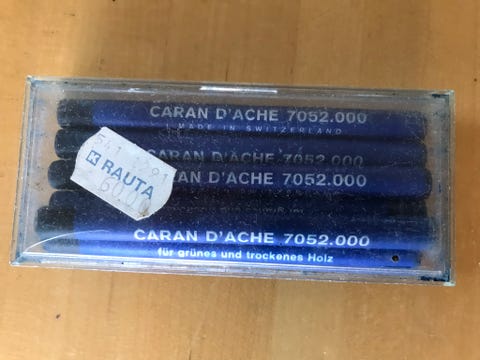 CARAN D'ACHE 7052.000
MADE IN SWITZERLAND
CARAN D'ACHE 7052.000
RAN D'ACHE 7052.000
CARAN D'ACHE 7052.000
für grünes und trockenes Holz
K RAUTA